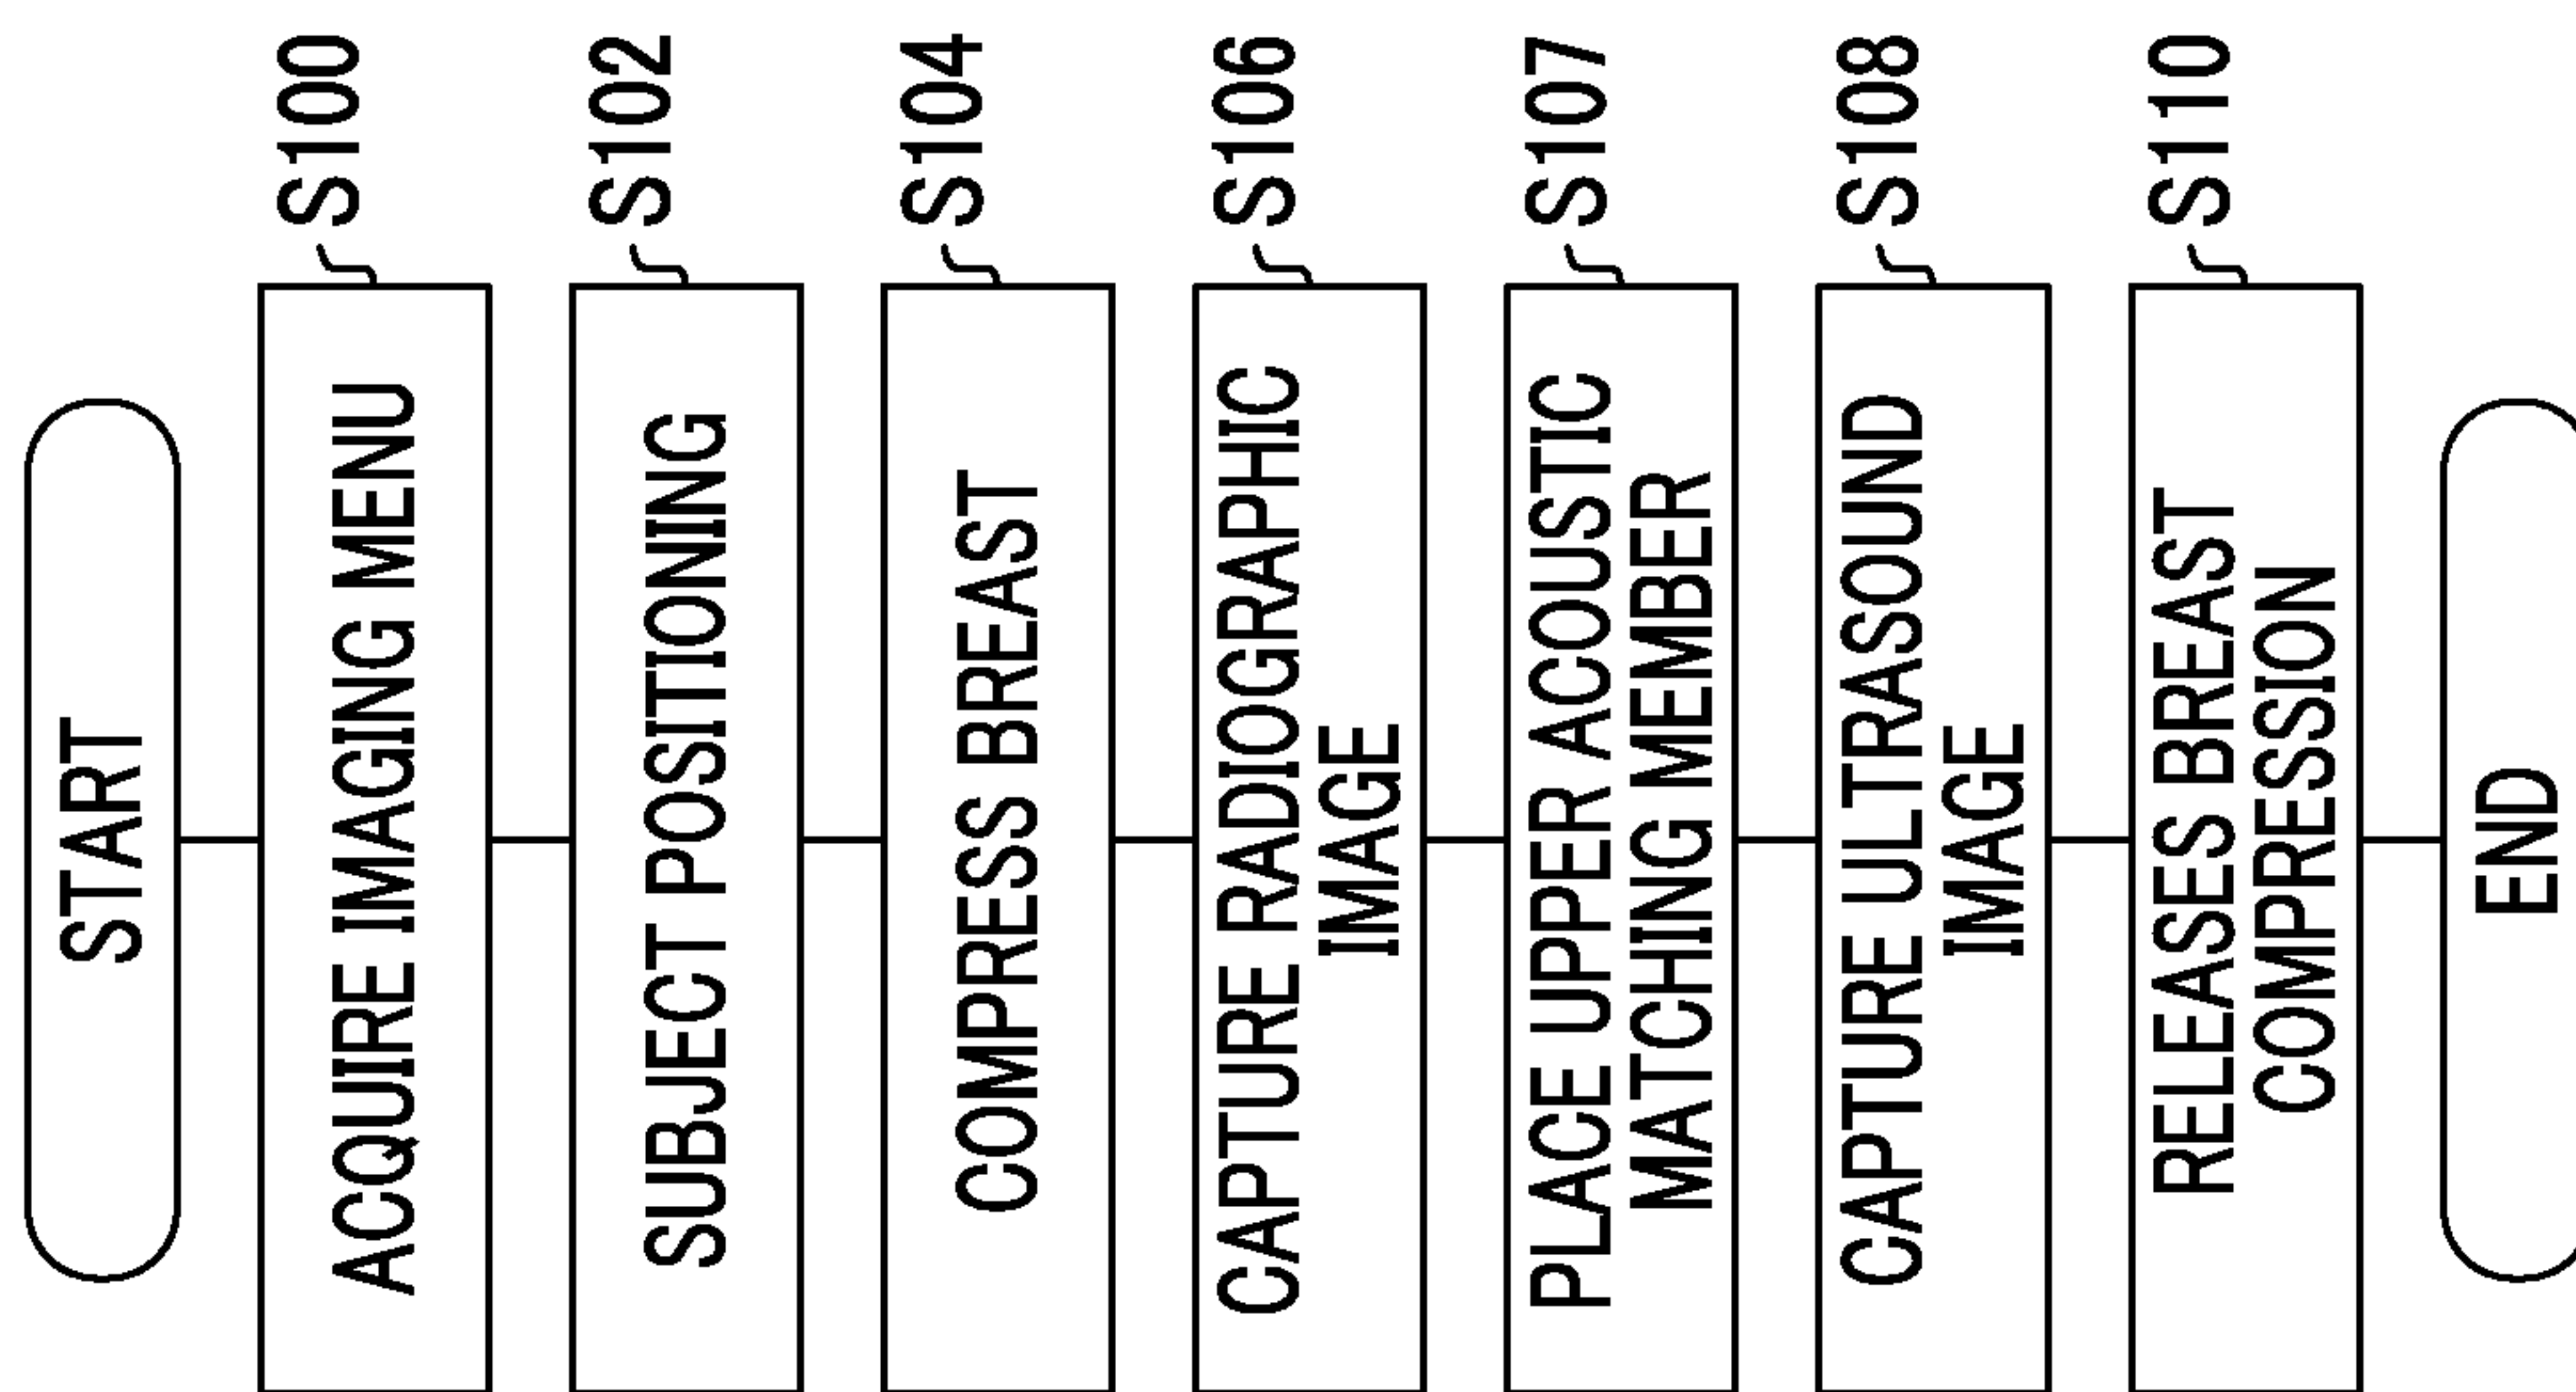 START
ACQUIRE IMAGING MENU
S100
SUBJECT POSITIONING
S102
COMPRESS BREAST
S104
CAPTURE RADIOGRAPHIC
IMAGE
S106
PLACE UPPER ACOUSTIC
MATCHING MEMBER
S107
CAPTURE ULTRASOUND
IMAGE
S108
RELEASES BREAST
COMPRESSION
S110
END